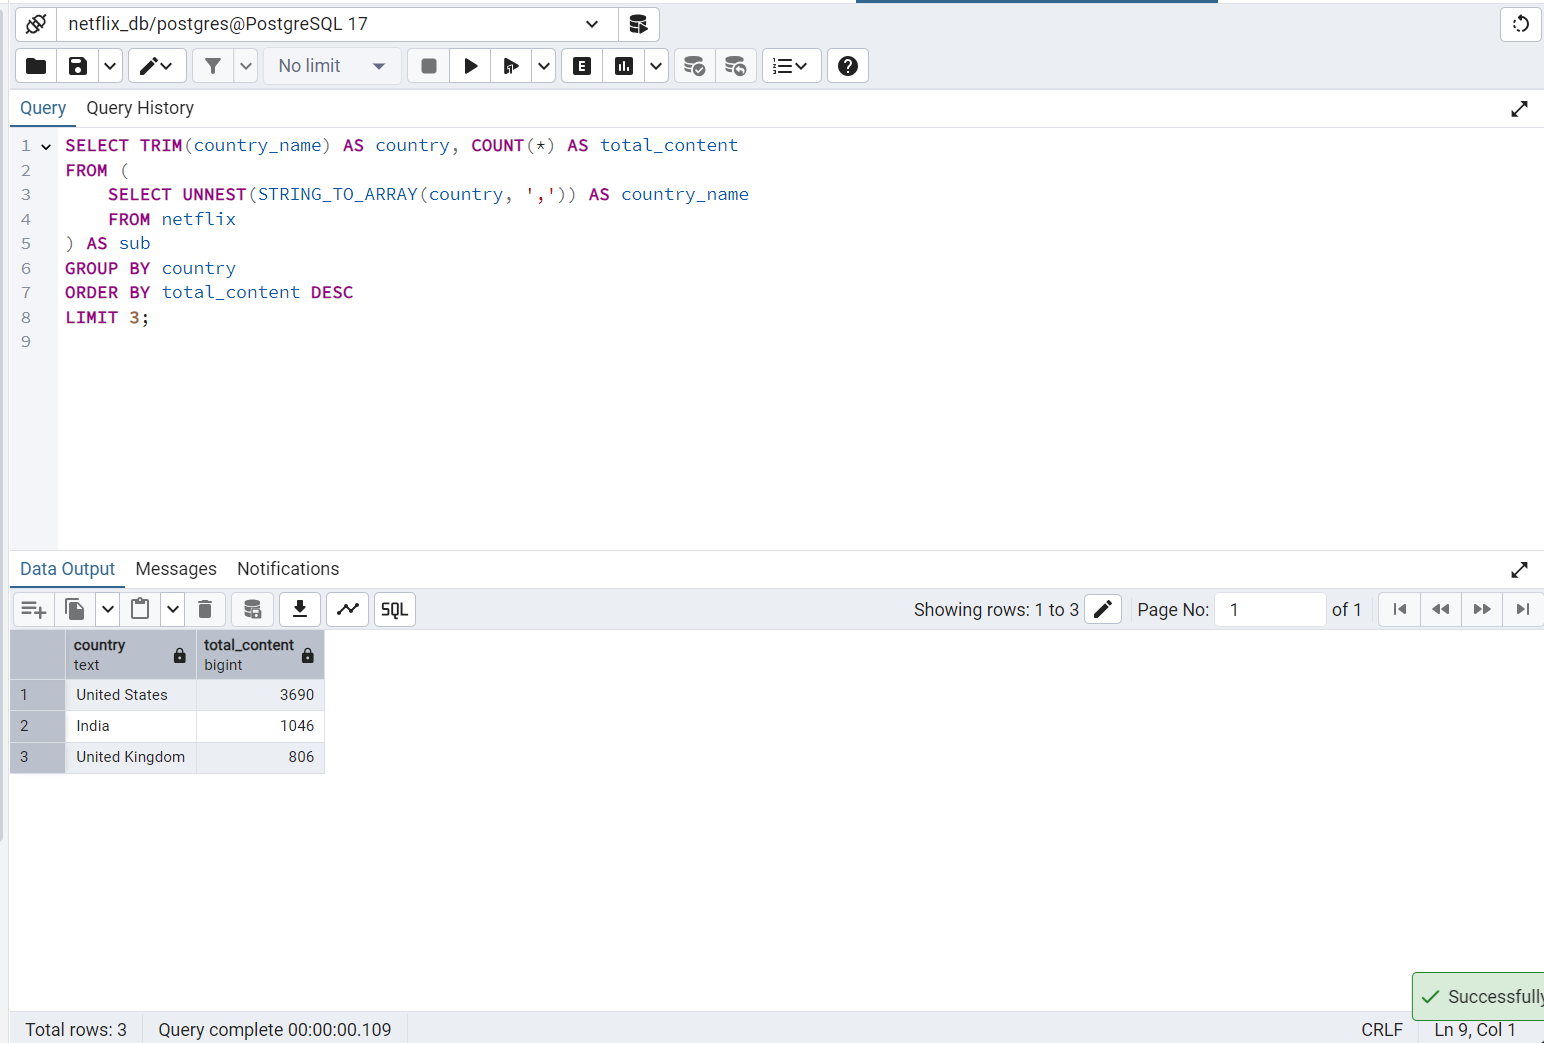 netflix_db/postgres@PostgreSQL 17
No limit
E
Query Query History
1 SELECT TRIM(country_name) AS country, COUNT(*) AS total_content
2 FROM (
3 SELECT UNNEST(STRING_TO_ARRAY(country, ',')) AS country_name
4 FROM netflix
5 ) AS sub
6 GROUP BY country
7 ORDER BY total_content DESC
8 LIMIT 3;
9
Data Output Messages Notifications
SQL Showing rows: 1 to 3 Page No: 1 of 1
country total_content
text bigint
1 United States 3690
2 India 1046
3 United Kingdom 806
Successfully
Total rows: 3 Query complete 00:00:00.109 CRLF Ln 9, Col 1